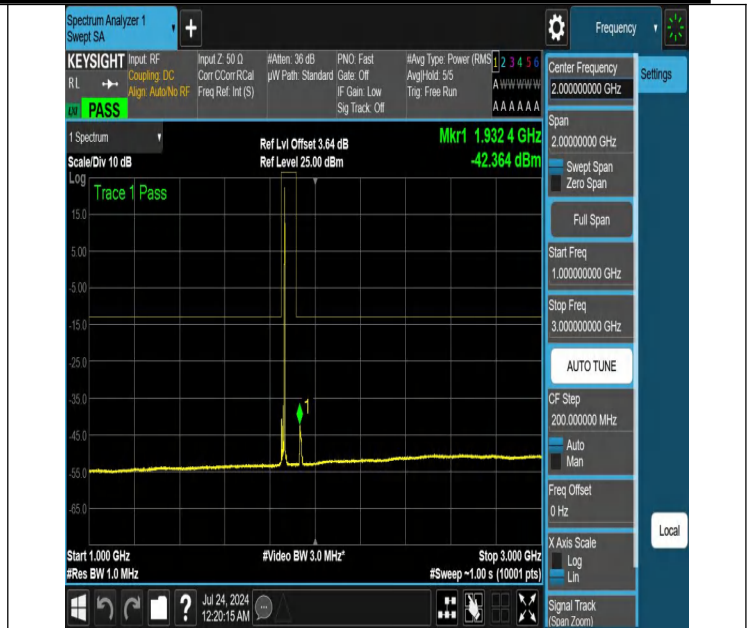 Spectrum Analyzer 1
Swept SA
+
Frequency
KEYSIGHT
RL
PASS
Input: RF
Coupling: DC
Align: Auto/No RF
Input Z: 50 Ω
Corr CCorr RCal
Freq Ref: Int (S)
#Atten: 36 dB
µW Path: Standard
PNO: Fast
Gate: Off
IF Gain: Low
Sig Track: Off
#Avg Type: Power (RMS
Avg|Hold: 5/5
Trig: Free Run
1 2 3 4 5 6
A W W W W W
A A A A A A
1 Spectrum
Scale/Div 10 dB
Ref Lvl Offset 3.64 dB
Ref Level 25.00 dBm
Mkr1 1.932 4 GHz
-42.364 dBm
Log
Trace 1 Pass
15.0
5.00
-5.00
-15.0
-25.0
-35.0
-45.0
-55.0
-65.0
1
Start 1.000 GHz
#Res BW 1.0 MHz
#Video BW 3.0 MHz*
Stop 3.000 GHz
#Sweep ~1.00 s (10001 pts)
?
Jul 24, 2024
12:20:15 AM
Center Frequency
2.000000000 GHz
Span
2.00000000 GHz
Swept Span
Zero Span
Full Span
Start Freq
1.000000000 GHz
Stop Freq
3.000000000 GHz
AUTO TUNE
CF Step
200.000000 MHz
Auto
Man
Freq Offset
0 Hz
X Axis Scale
Log
Lin
Signal Track
(Span Zoom)
Settings
Local